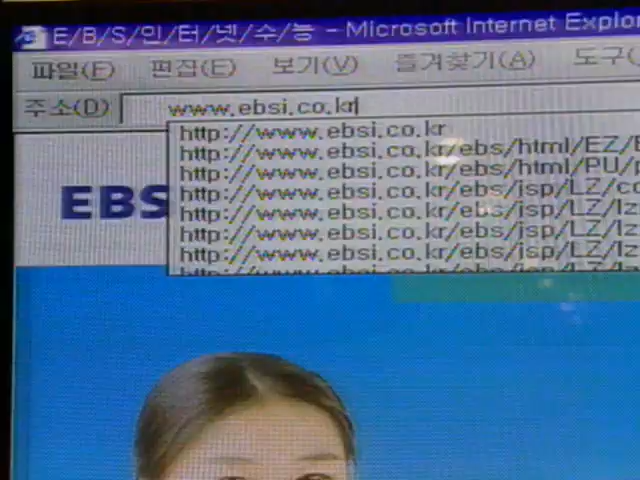 E/B/S/인/터/넷/수/능 - Microsoft Internet Explor
파일(F) 편집(E) 보기(V) 즐겨찾기(A) 도구(
주소(D) www.ebsi.co.kr
http://www.ebsi.co.kr
http://www.ebsi.co.kr/ebs/html/EZ/E
http://www.ebsi.co.kr/ebs/html/PU/p
http://www.ebsi.co.kr/ebs/jsp/LZ/co
http://www.ebsi.co.kr/ebs/jsp/LZ/lz
http://www.ebsi.co.kr/ebs/jsp/LZ/lz
http://www.ebsi.co.kr/ebs/jsp/LZ/lz
EBS